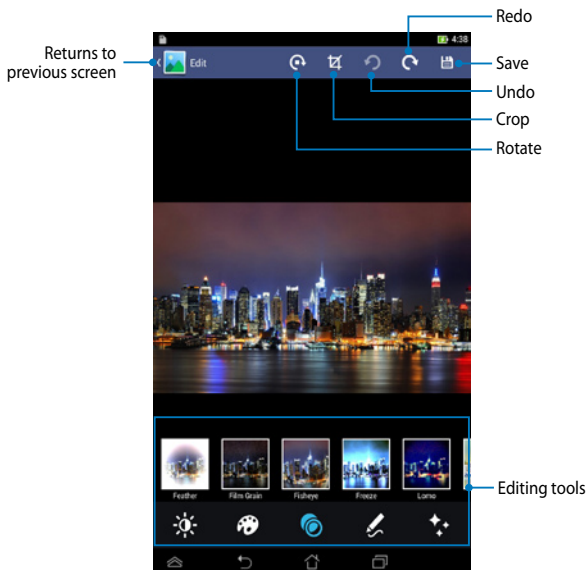 Redo
4:38
Returns to
previous screen
Edit
Save
Undo
Crop
Rotate
Feather
Film Grain
Fisheye
Freeze
Lomo
Editing tools